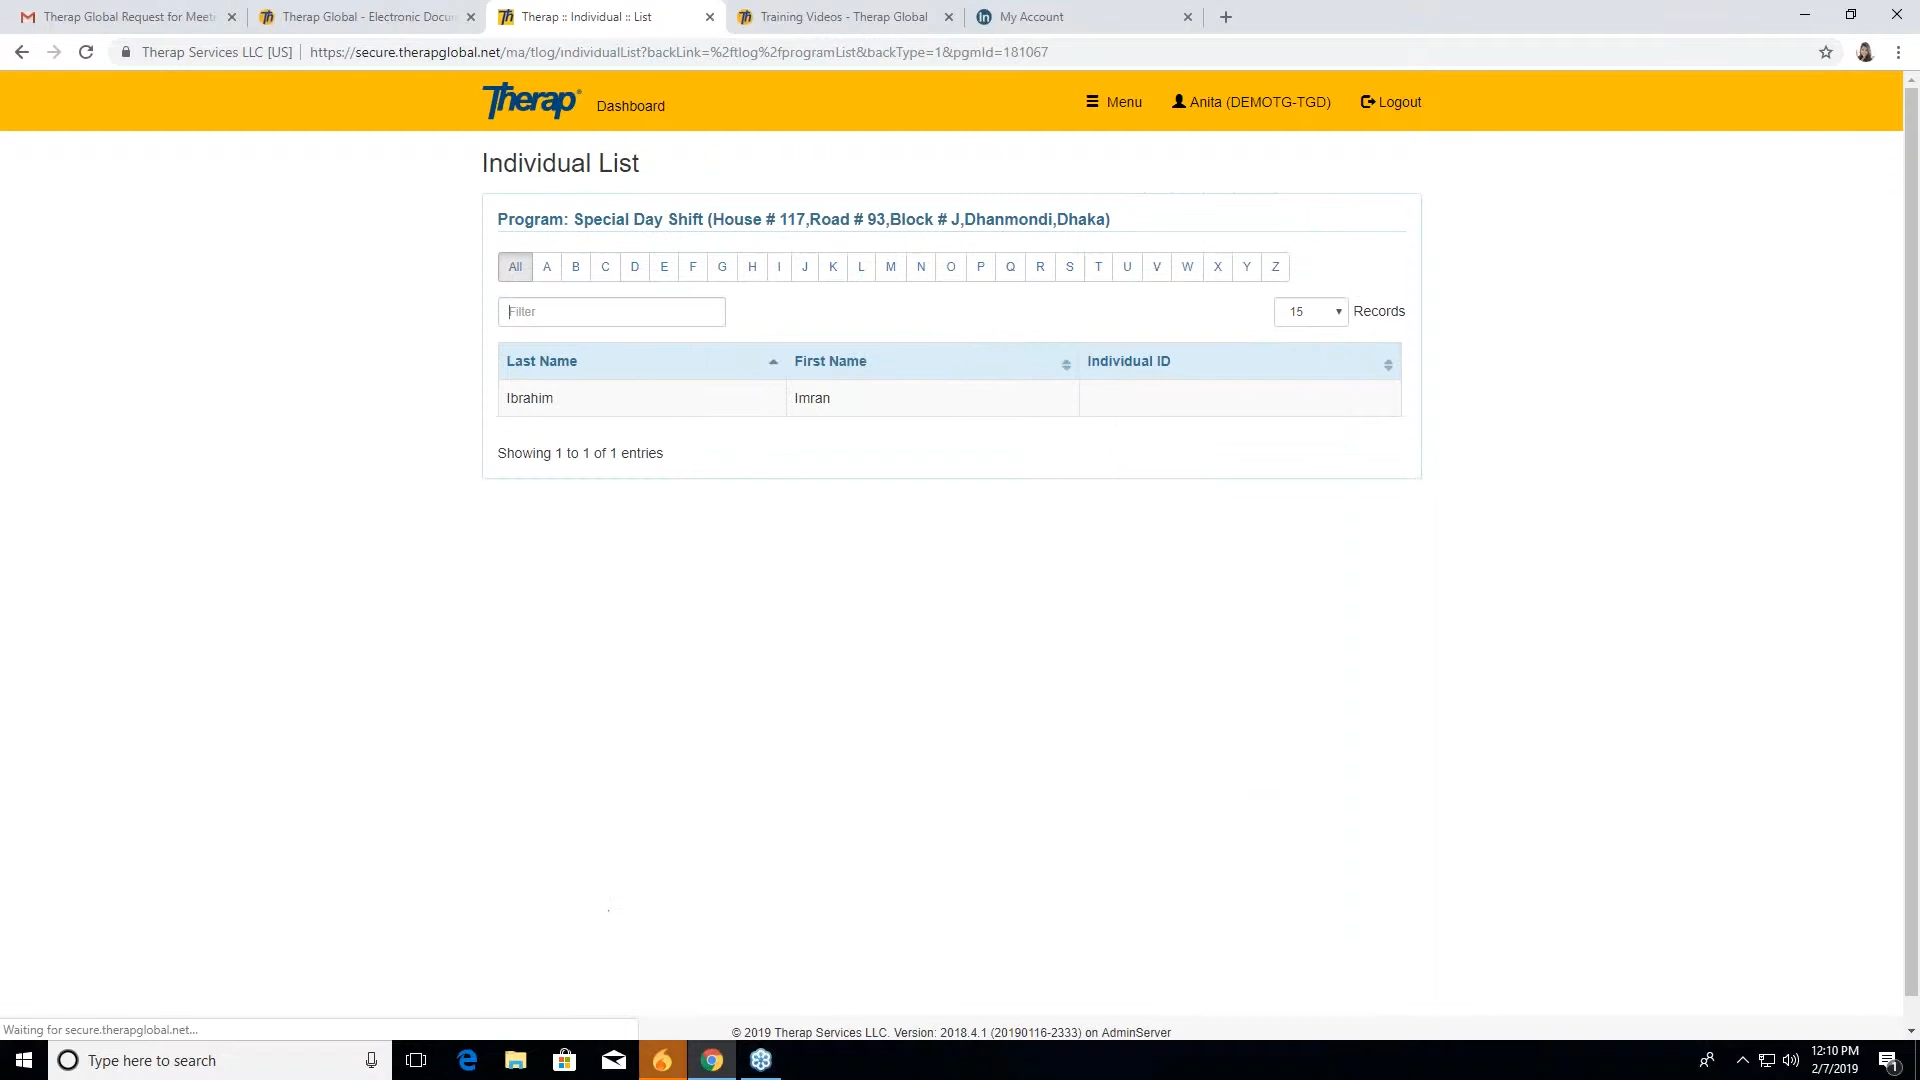 Therap Global Request for Meet
Therap Global - Electronic Docu
Therap :: Individual :: List
Training Videos - Therap Global
My Account
Therap Services LLC [US] | https://secure.therapglobal.net/ma/tlog/individualList?backLink=%2ftlog%2fprogramList&backType=1&pgmId=181067
Therap Dashboard
Menu
Anita (DEMOTG-TGD)
Logout
Individual List
Program: Special Day Shift (House # 117,Road # 93,Block # J,Dhanmondi,Dhaka)
All A B C D E F G H I J K L M N O P Q R S T U V W X Y Z
Filter
15 Records
Last Name First Name Individual ID
Ibrahim Imran
Showing 1 to 1 of 1 entries
Waiting for secure.therapglobal.net...
© 2019 Therap Services LLC. Version: 2018.4.1 (20190116-2333) on AdminServer
Type here to search
12:10 PM
2/7/2019
1